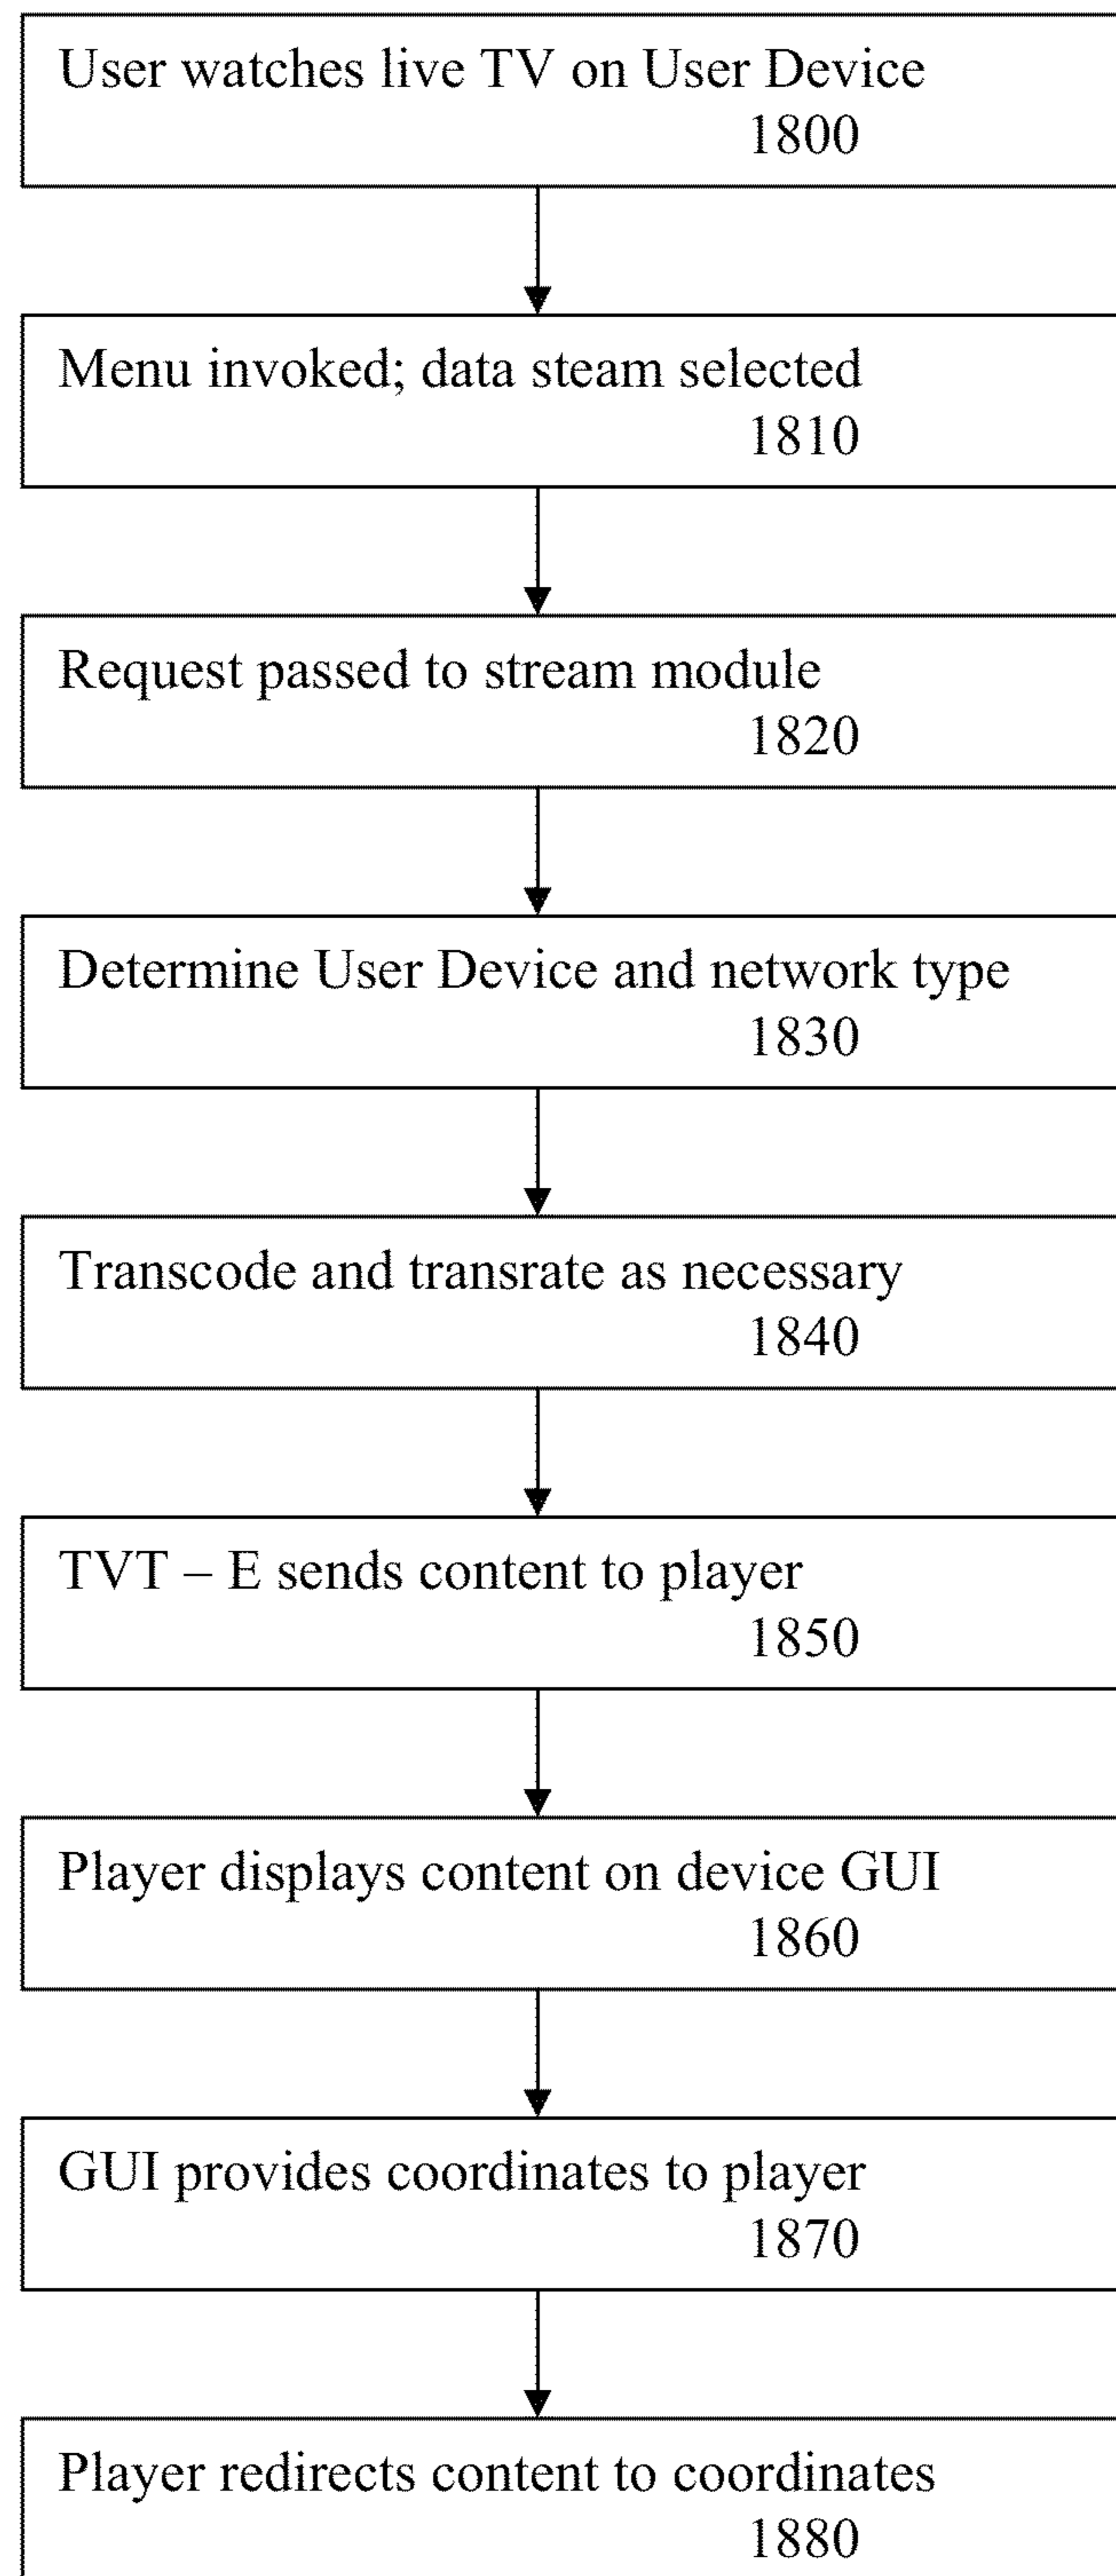 User watches live TV on User Device
1800
Menu invoked; data steam selected
1810
Request passed to stream module
1820
Determine User Device and network type
1830
Transcode and transrate as necessary
1840
TVT – E sends content to player
1850
Player displays content on device GUI
1860
GUI provides coordinates to player
1870
Player redirects content to coordinates
1880